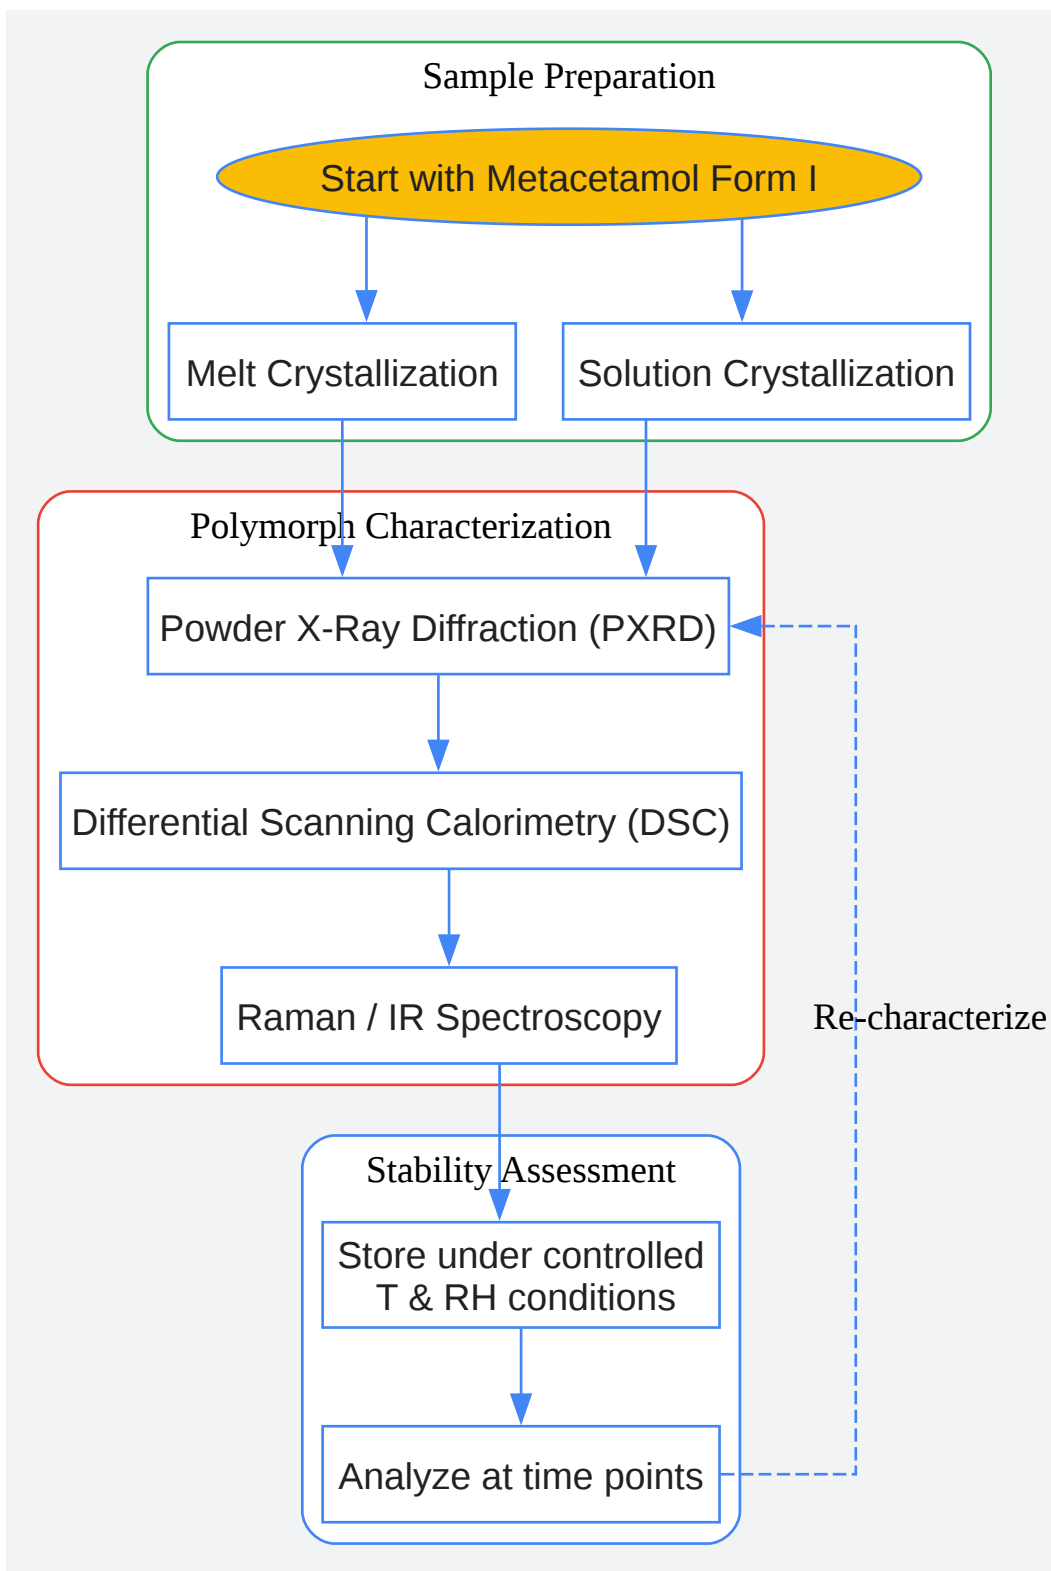 Sample Preparation
Start with Metacetamol Form I
Melt Crystallization
Solution Crystallization
Polymorph Characterization
Powder X-Ray Diffraction (PXRD)
Differential Scanning Calorimetry (DSC)
Raman / IR Spectroscopy
Re-characterize
Stability Assessment
Store under controlled
T & RH conditions
Analyze at time points